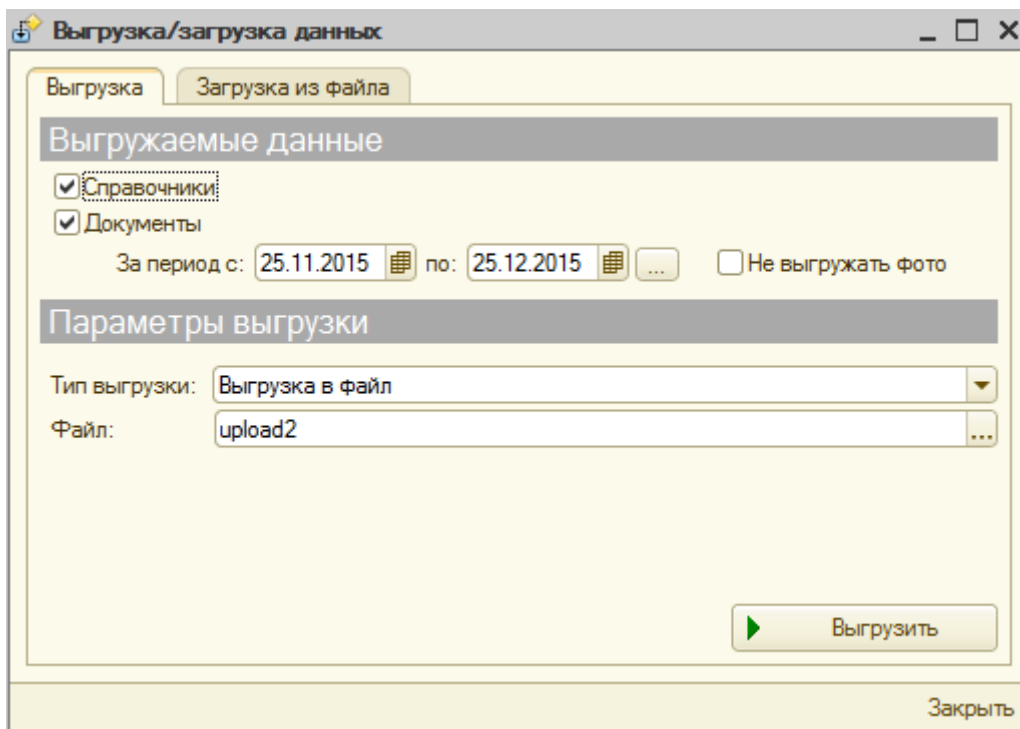 Выгрузка/загрузка данных
Выгрузка Загрузка из файла
Выгружаемые данные
Справочники
Документы
За период с: 25.11.2015 по: 25.12.2015 ... Не выгружать фото
Параметры выгрузки
Тип выгрузки: Выгрузка в файл
Файл: upload2 ...
Выгрузить
Закрыть